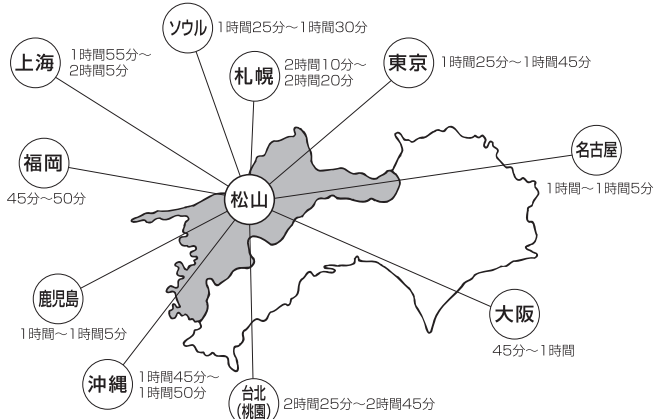 ソウル
1時間25分～1時間30分
上海
1時間55分～
2時間5分
札幌
2時間10分～
2時間20分
東京
1時間25分～1時間45分
福岡
45分～50分
名古屋
1時間～1時間5分
松山
鹿児島
1時間～1時間5分
大阪
45分～1時間
沖縄
1時間45分～
1時間50分
台北
(桃園)
2時間25分～2時間45分